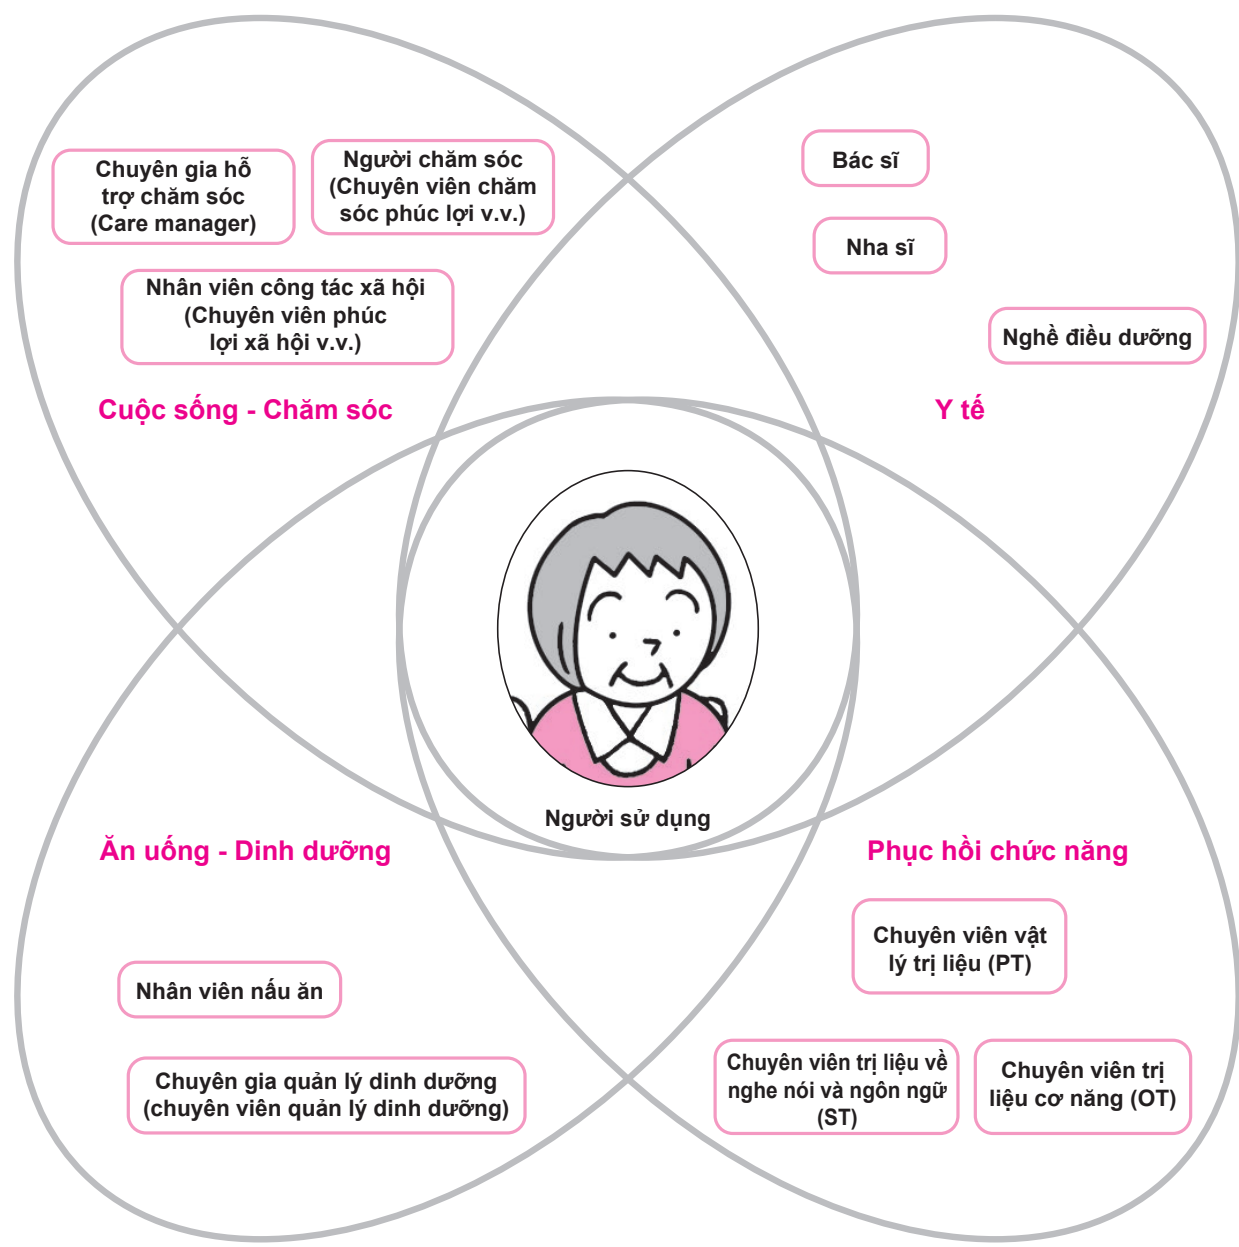 Chuyên gia hỗ
trợ chăm sóc
(Care manager)
Người chăm sóc
(Chuyên viên chăm
sóc phúc lợi v.v.)
Nhân viên công tác xã hội
(Chuyên viên phúc
lợi xã hội v.v.)
Cuộc sống - Chăm sóc
Bác sĩ
Nha sĩ
Nghề điều dưỡng
Y tế
Người sử dụng
Ăn uống - Dinh dưỡng
Nhân viên nấu ăn
Chuyên gia quản lý dinh dưỡng
(chuyên viên quản lý dinh dưỡng)
Phục hồi chức năng
Chuyên viên vật
lý trị liệu (PT)
Chuyên viên trị liệu về
nghe nói và ngôn ngữ
(ST)
Chuyên viên trị
liệu cơ năng (OT)